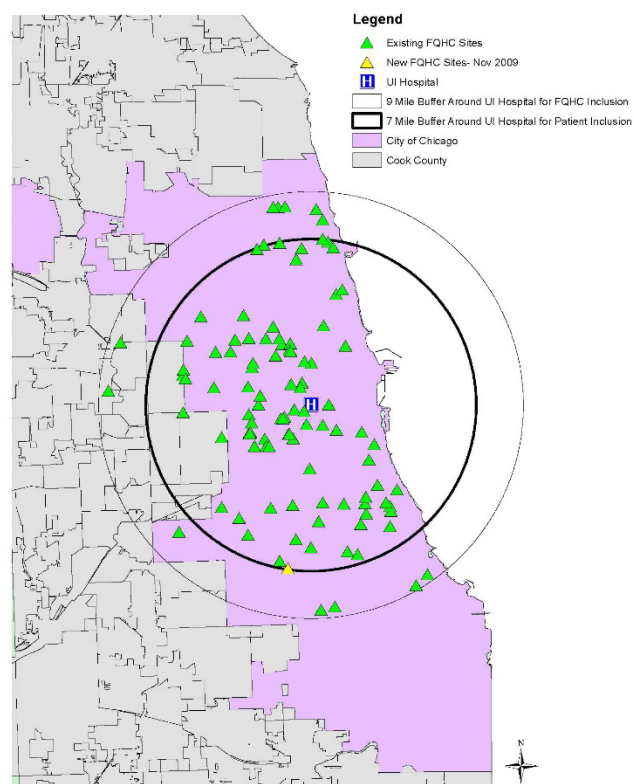 Legend
Existing FQHC Sites
New FQHC Sites- Nov 2009
H UI Hospital
9 Mile Buffer Around UI Hospital for FQHC Inclusion
7 Mile Buffer Around UI Hospital for Patient Inclusion
City of Chicago
Cook County
H